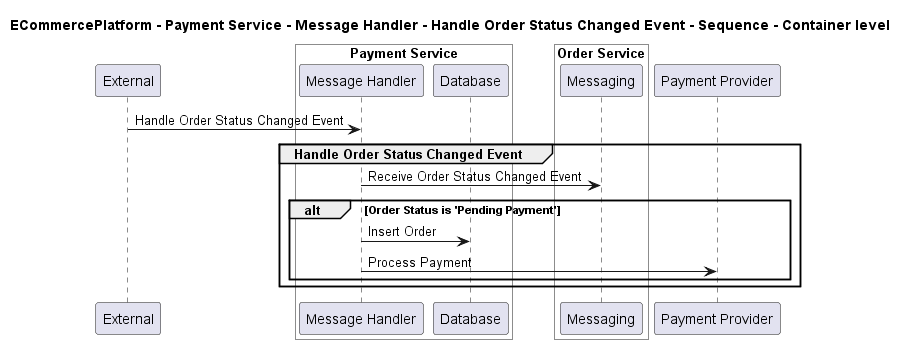 ECommercePlatform - Payment Service - Message Handler - Handle Order Status Changed Event - Sequence - Container level
Payment Service
Order Service
External
Message Handler
Database
Messaging
Payment Provider
Handle Order Status Changed Event
Handle Order Status Changed Event
Receive Order Status Changed Event
alt
[Order Status is 'Pending Payment']
Insert Order
Process Payment
External
Message Handler
Database
Messaging
Payment Provider